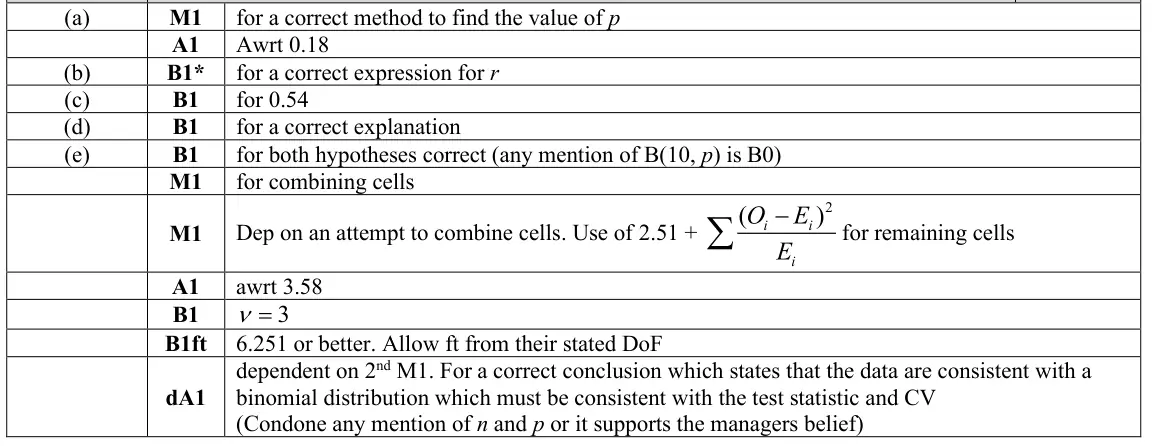 (a) M1 for a correct method to find the value of p
A1 Awrt 0.18
(b) B1* for a correct expression for r
(c) B1 for 0.54
(d) B1 for a correct explanation
(e) B1 for both hypotheses correct (any mention of B(10, p) is B0)
M1 for combining cells
M1 Dep on an attempt to combine cells. Use of 2.51 + ∑ (Oᵢ − Eᵢ)² / Eᵢ for remaining cells
A1 awrt 3.58
B1 ν = 3
B1ft 6.251 or better. Allow ft from their stated DoF
dA1 dependent on 2nd M1. For a correct conclusion which states that the data are consistent with a
binomial distribution which must be consistent with the test statistic and CV
(Condone any mention of n and p or it supports the managers belief)